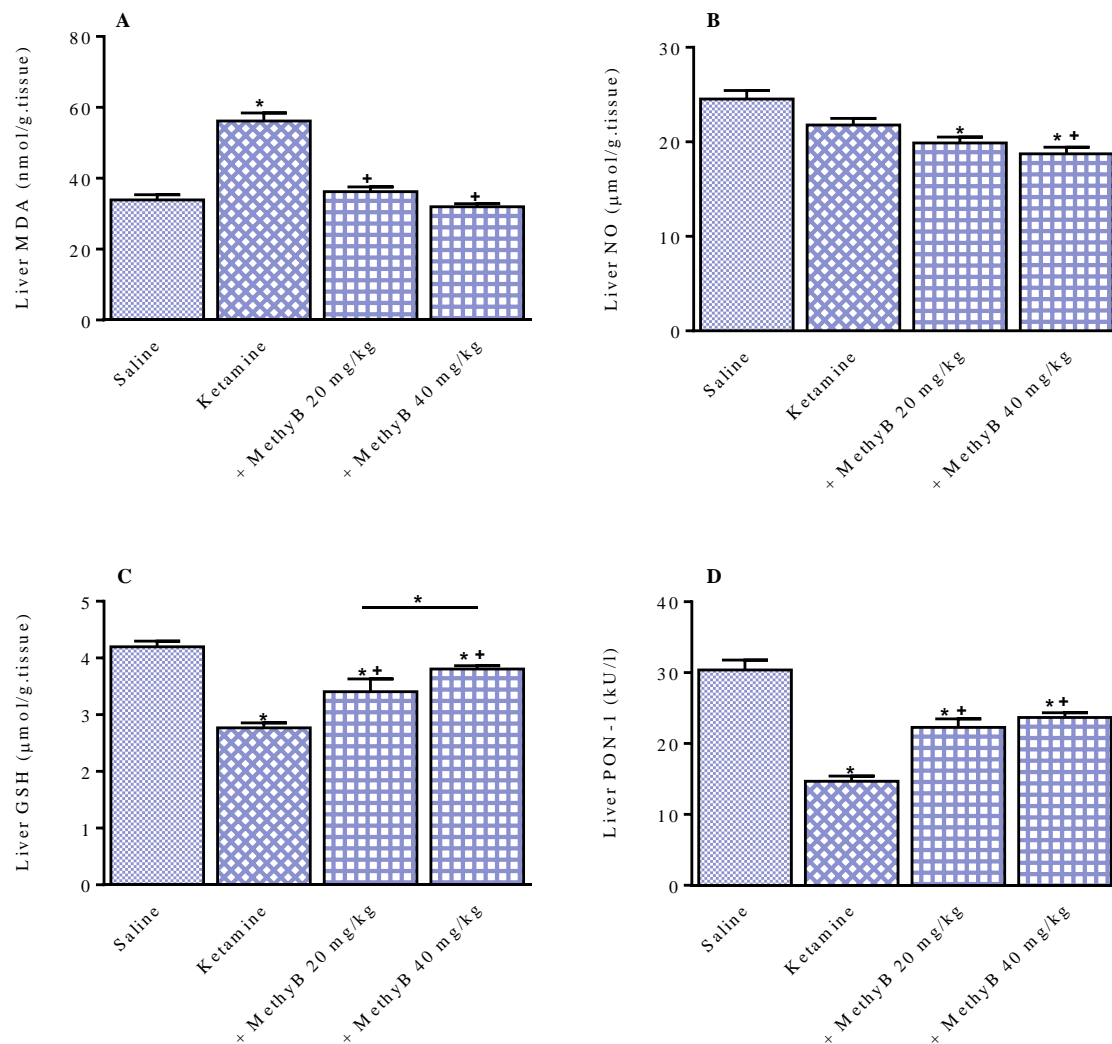 A
Liver MDA (nmol/g.tissue)
80
60
40
20
0
*
+
+
Saline
Ketamine
+ MethyB 20 mg/kg
+ MethyB 40 mg/kg
B
Liver NO (μmol/g.tissue)
30
20
10
0
*
* +
Saline
Ketamine
+ MethyB 20 mg/kg
+ MethyB 40 mg/kg
C
Liver GSH (μmol/g.tissue)
5
4
3
2
1
0
*
*
* +
* +
Saline
Ketamine
+ MethyB 20 mg/kg
+ MethyB 40 mg/kg
D
Liver PON-1 (kU/l)
40
30
20
10
0
*
* +
* +
Saline
Ketamine
+ MethyB 20 mg/kg
+ MethyB 40 mg/kg